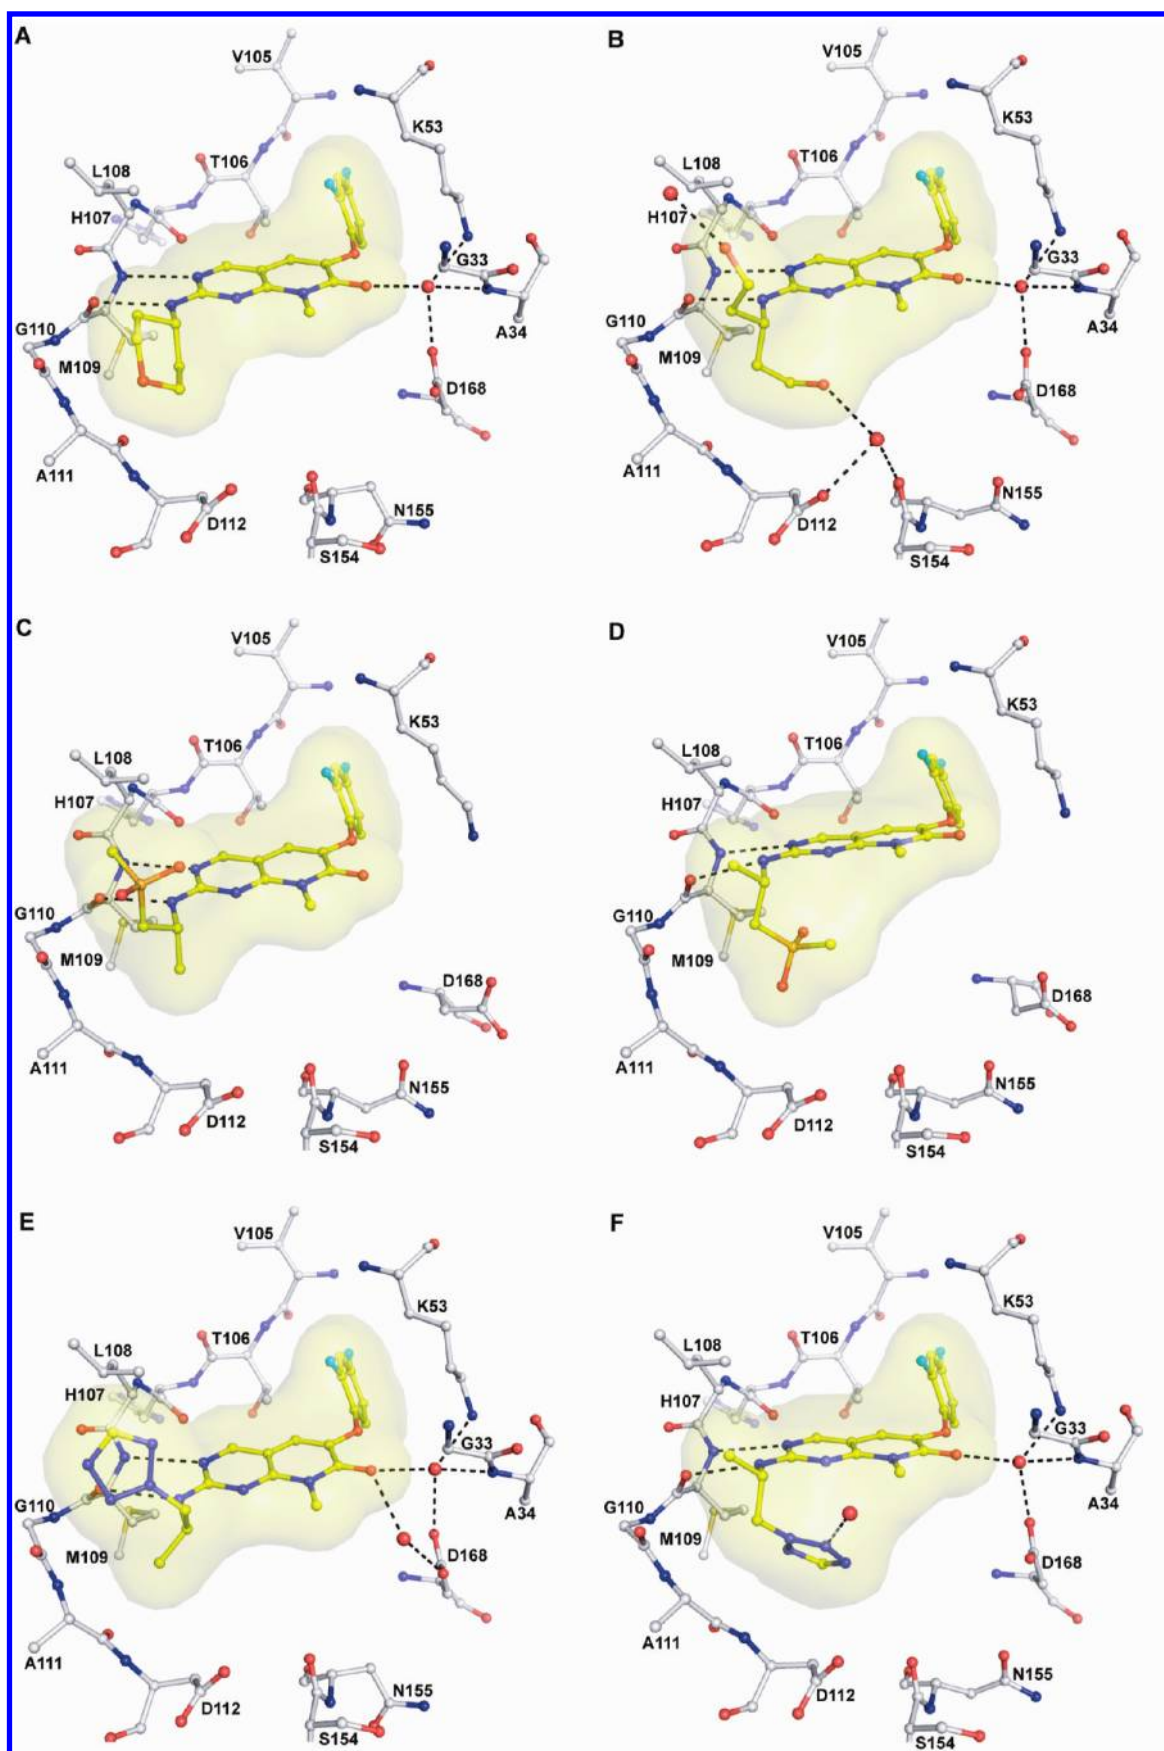 A
V105
K53
T106
L108
H107
G33
A34
G110
M109
D168
A111
D112
N155
S154
B
V105
K53
T106
L108
H107
G33
A34
G110
M109
D168
A111
D112
N155
S154
C
V105
K53
T106
L108
H107
G110
M109
D168
A111
D112
N155
S154
D
V105
K53
T106
L108
H107
G110
M109
D168
A111
D112
N155
S154
E
V105
K53
T106
L108
H107
G33
A34
G110
M109
D168
A111
D112
N155
S154
F
V105
K53
T106
L108
H107
G33
A34
G110
M109
D168
A111
D112
N155
S154